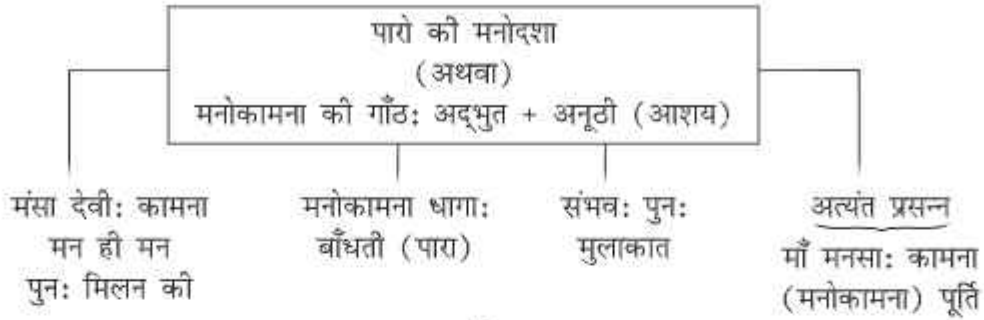 पारो की मनोदशा
(अथवा)
मनोकामना की गाँठ: अद्भुत + अनूठी (आशय)
मंसा देवी: कामना
मन ही मन
पुन: मिलन की
मनोकामना धागा:
बाँधती (पारा)
संभव: पुन:
मुलाकात
अत्यंत प्रसन्न
माँ मनसा: कामना
(मनोकामना) पूर्ति